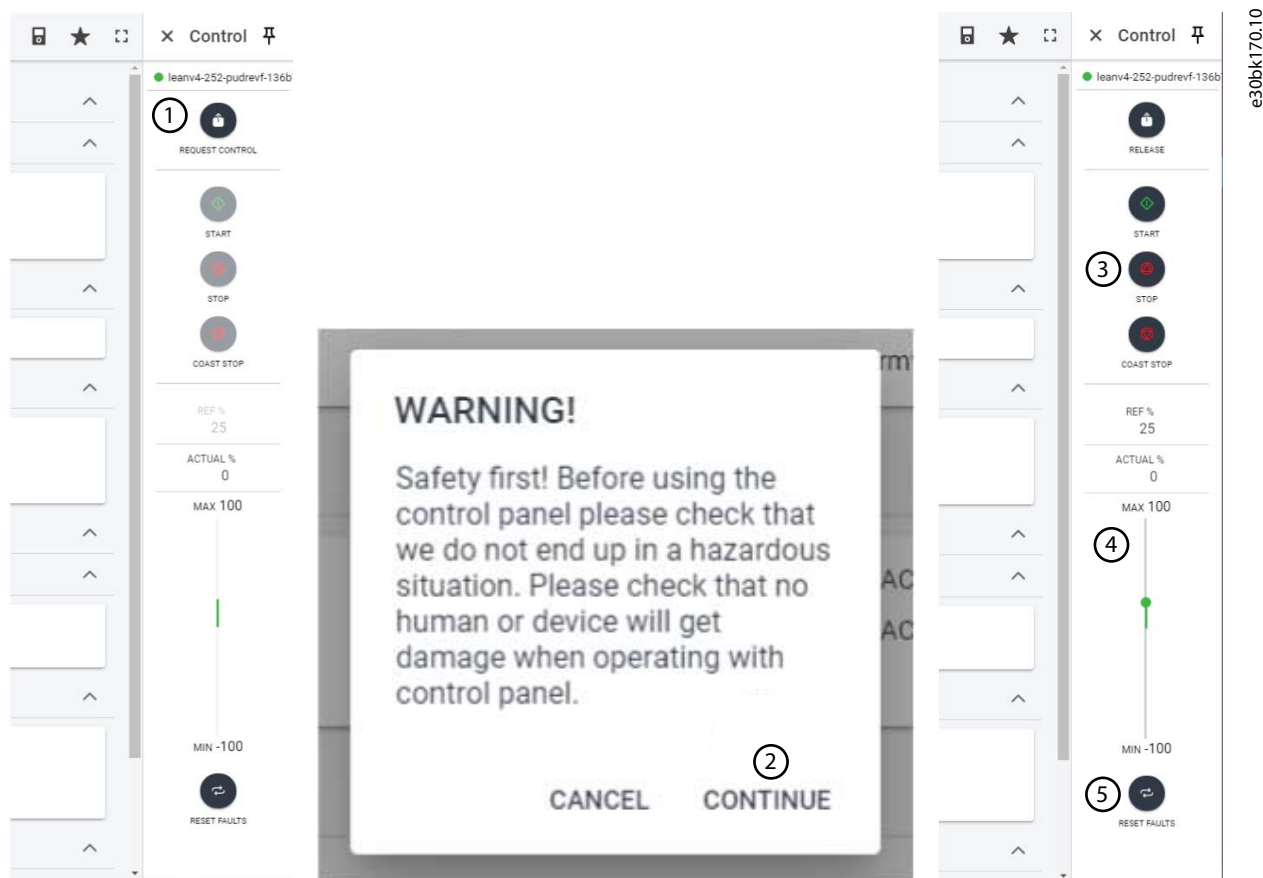 Control
leanv4-252-pudrevf-136b
1
REQUEST CONTROL
START
STOP
COAST STOP
REF %
25
ACTUAL %
0
MAX 100
MIN -100
RESET FAULTS
WARNING!
Safety first! Before using the
control panel please check that
we do not end up in a hazardous
situation. Please check that no
human or device will get
damage when operating with
control panel.
2
CANCEL CONTINUE
rm
AC
AC
Control
leanv4-252-pudrevf-136b
RELEASE
START
3
STOP
COAST STOP
REF %
25
ACTUAL %
0
MAX 100
4
MIN -100
5
RESET FAULTS
e30bk170.10